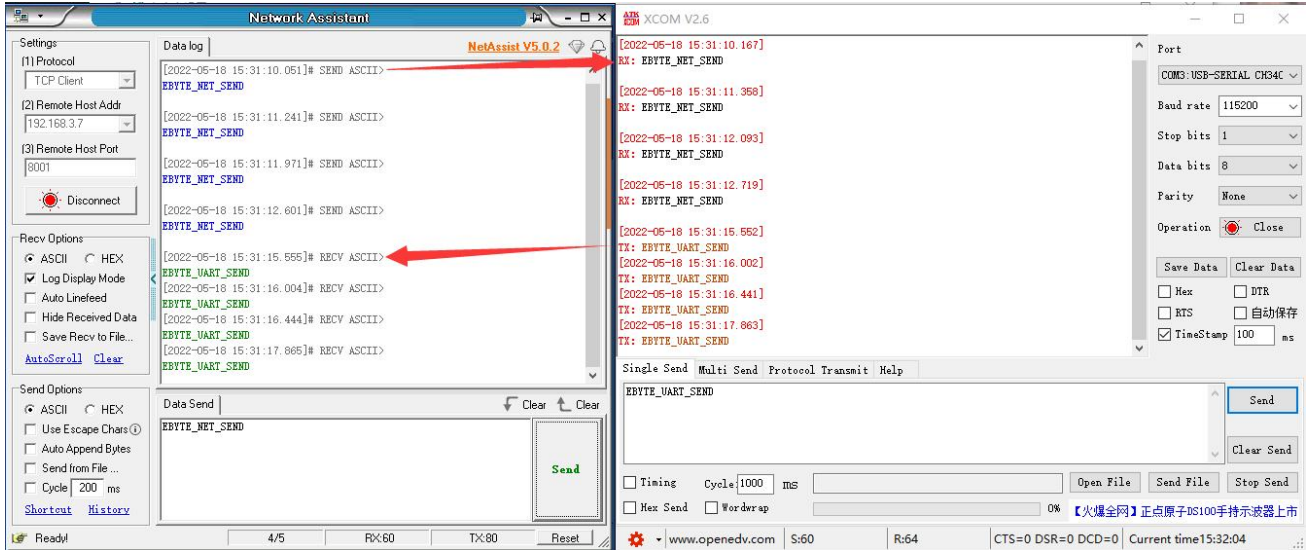 Network Assistant
Settings
(1) Protocol
TCP Client
(2) Remote Host Addr
192.168.3.7
(3) Remote Host Port
8001
Disconnect
Recv Options
ASCII HEX
Log Display Mode
Auto Linefeed
Hide Received Data
Save Recv to File...
AutoScroll Clear
Send Options
ASCII HEX
Use Escape Chars
Auto Append Bytes
Send from File ...
Cycle 200 ms
Shortcut History
Data log
NetAssist V5.0.2
[2022-05-18 15:31:10.051]# SEND ASCII>
EBYTE_NET_SEND
[2022-05-18 15:31:11.241]# SEND ASCII>
EBYTE_NET_SEND
[2022-05-18 15:31:11.971]# SEND ASCII>
EBYTE_NET_SEND
[2022-05-18 15:31:12.601]# SEND ASCII>
EBYTE_NET_SEND
[2022-05-18 15:31:15.555]# RECV ASCII>
EBYTE_UART_SEND
[2022-05-18 15:31:16.004]# RECV ASCII>
EBYTE_UART_SEND
[2022-05-18 15:31:16.444]# RECV ASCII>
EBYTE_UART_SEND
[2022-05-18 15:31:17.865]# RECV ASCII>
EBYTE_UART_SEND
Data Send
Clear Clear
EBYTE_NET_SEND
Send
Ready!
4/5
RX:60
TX:80
Reset
XCOM V2.6
[2022-05-18 15:31:10.167]
RX: EBYTE_NET_SEND
[2022-05-18 15:31:11.358]
RX: EBYTE_NET_SEND
[2022-05-18 15:31:12.093]
RX: EBYTE_NET_SEND
[2022-05-18 15:31:12.719]
RX: EBYTE_NET_SEND
[2022-05-18 15:31:15.552]
TX: EBYTE_UART_SEND
[2022-05-18 15:31:16.002]
TX: EBYTE_UART_SEND
[2022-05-18 15:31:16.441]
TX: EBYTE_UART_SEND
[2022-05-18 15:31:17.863]
TX: EBYTE_UART_SEND
Port
COM3:USB-SERIAL CH34C
Baud rate 115200
Stop bits 1
Data bits 8
Parity None
Operation Close
Save Data Clear Data
Hex DTR
RTS 自动保存
TimeStamp 100 ms
Single Send Multi Send Protocol Transmit Help
EBYTE_UART_SEND
Send
Clear Send
Timing Cycle: 1000 ms
Open File Send File Stop Send
Hex Send Wordwrap
0%
【火爆全网】正点原子DS100手持示波器上市
www.openedv.com
S:60
R:64
CTS=0 DSR=0 DCD=0
Current time 15:32:04